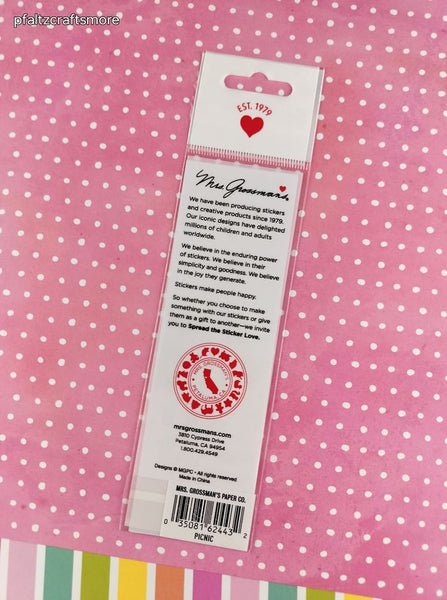 pfaltzcraftsmore
EST. 1979
Mrs. Grossman's
We have been producing stickers
and creative products since 1979.
Our iconic designs have delighted
millions of children and adults
worldwide.
We believe in the enduring power
of stickers. We believe in their
simplicity and goodness. We believe
in the joy they generate.
Stickers make people happy.
So whether you choose to make
something with our stickers or give
them as a gift to another—we invite
you to Spread the Sticker Love.
MRS. GROSSMAN'S
PETALUMA, CA
mrsgrossmans.com
3810 Cypress Drive
Petaluma, CA 94954
1.800.429.4549
Designs © MGPC • All rights reserved
Made in China
MRS. GROSSMAN'S PAPER CO.
0 35081 62443 2
PICNIC